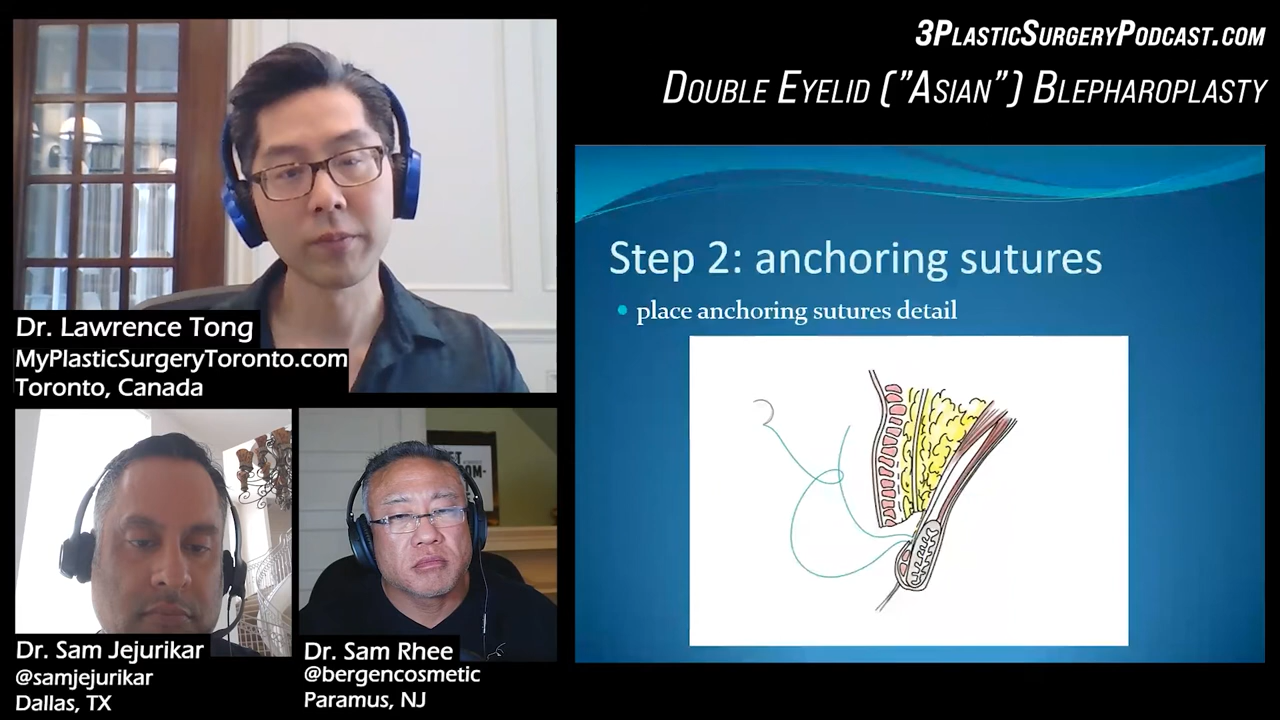 3PlasticSurgeryPodcast.com
Double Eyelid ("Asian") Blepharoplasty
Dr. Lawrence Tong
MyPlasticSurgeryToronto.com
Toronto, Canada
Step 2: anchoring sutures
place anchoring sutures detail
Dr. Sam Jejurikar
@samjejurikar
Dallas, TX
Dr. Sam Rhee
@bergencosmetic
Paramus, NJ